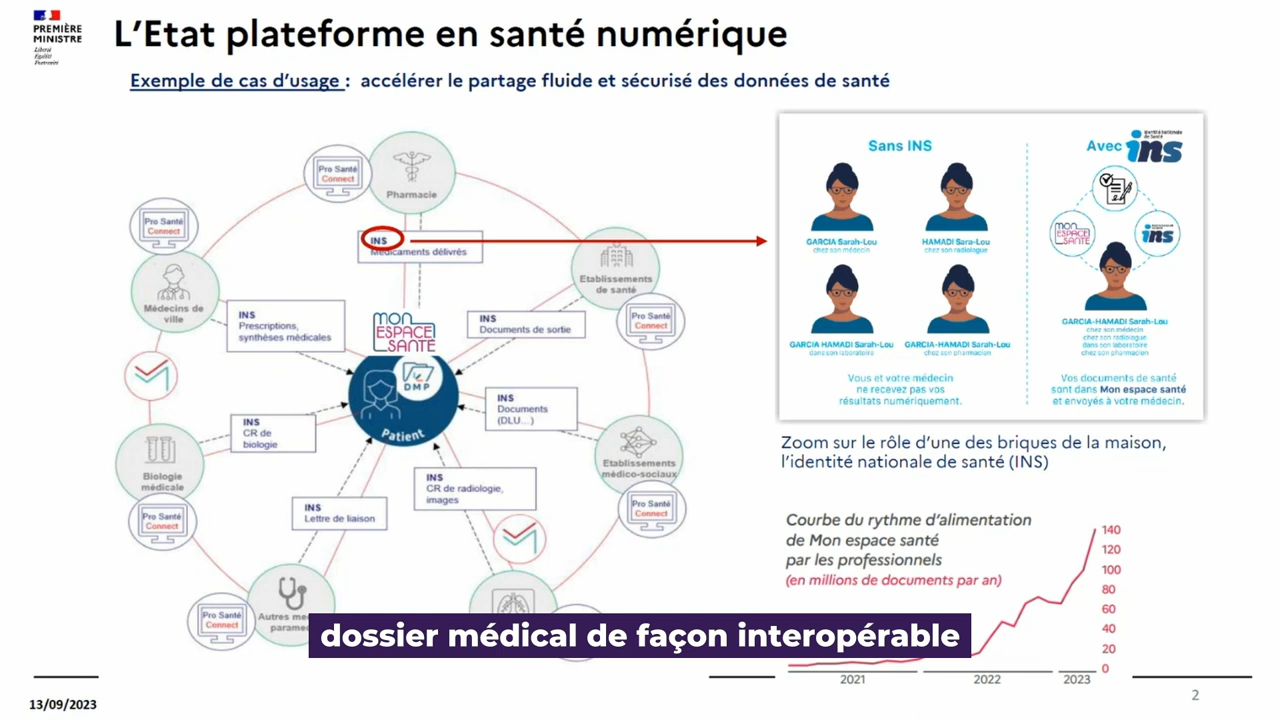 PREMIÈRE
MINISTRE
Liberté
Égalité
Fraternité
L'Etat plateforme en santé numérique
Exemple de cas d'usage : accélérer le partage fluide et sécurisé des données de santé
Pro Santé
Connect
Pharmacie
Pro Santé
Connect
INS
Médicaments délivrés
Médecins de
ville
Etablissements
de santé
INS
Prescriptions,
synthèses médicales
MON
ESPACE
SANTÉ
INS
Documents de sortie
Pro Santé
Connect
DMP
Patient
INS
Documents
(DLU...)
INS
CR de
biologie
Biologie
médicale
Etablissements
médico-sociaux
INS
CR de radiologie,
images
INS
Lettre de liaison
Pro Santé
Connect
Pro Santé
Connect
Pro Santé
Connect
Autres
dossier médical de façon interopérable
Sans INS
Avec
identité nationale
de Santé
ins
GARCIA Sarah-Lou
chez son médecin
HAMADI Sara-Lou
chez son radiologue
GARCIA HAMADI Sarah-Lou
dans son laboratoire
GARCIA-HAMADI Sarah-Lou
chez son pharmacien
Vous et votre médecin
ne recevez pas vos
résultats numériquement.
MON
ESPACE
SANTÉ
ins
GARCIA-HAMADI Sarah-Lou
chez son médecin
chez son radiologue
dans son laboratoire
chez son pharmacien
Vos documents de santé
sont dans Mon espace santé
et envoyés à votre médecin.
Zoom sur le rôle d'une des briques de la maison,
l'identité nationale de santé (INS)
Courbe du rythme d'alimentation
de Mon espace santé
par les professionnels
(en millions de documents par an)
140
120
100
80
60
40
20
0
2021
2022
2023
13/09/2023
2